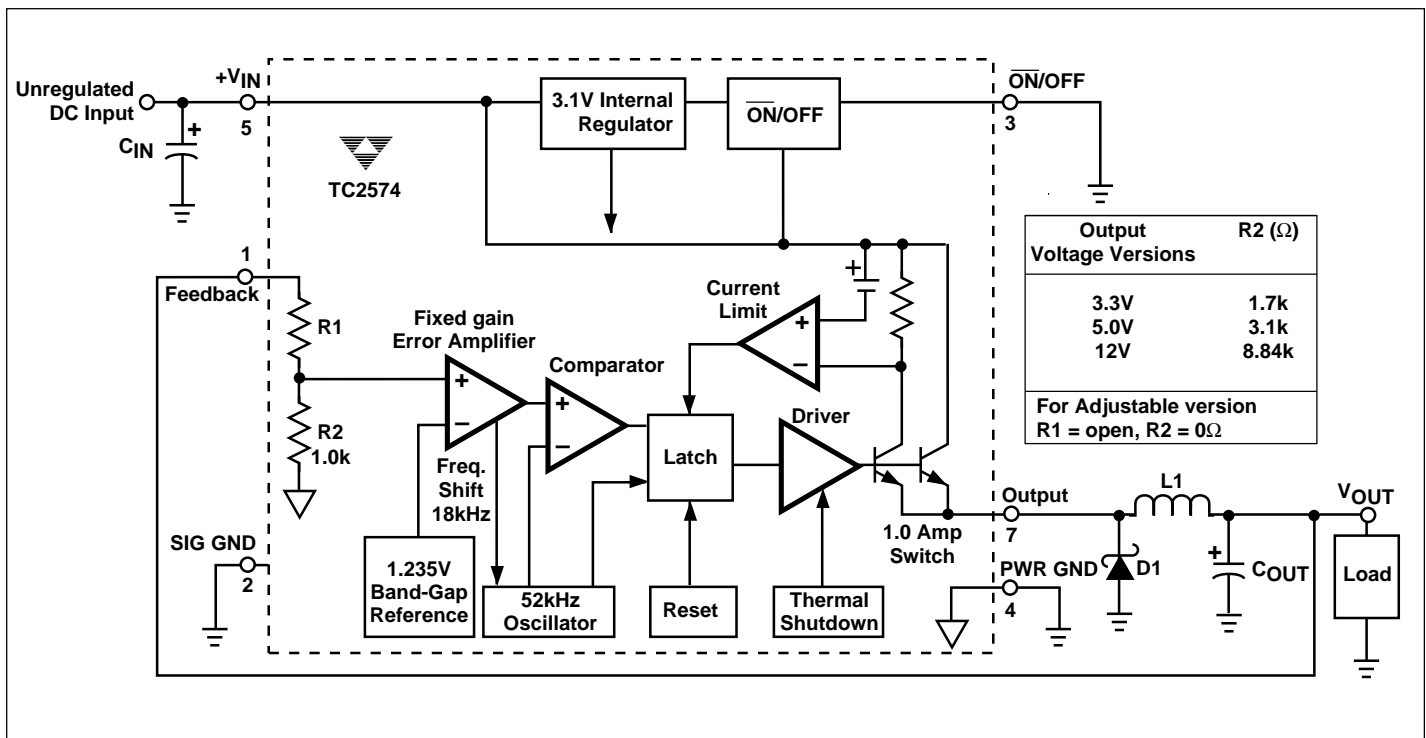 Unregulated
DC Input
+VIN
5
CIN
+
TC2574
3.1V Internal
Regulator
ON/OFF
ON/OFF
3
Output
Voltage Versions
R2 (Ω)
3.3V
1.7k
5.0V
3.1k
12V
8.84k
For Adjustable version
R1 = open, R2 = 0Ω
1
Feedback
R1
R2
1.0k
Fixed gain
Error Amplifier
+
−
Comparator
+
−
Current
Limit
+
−
+
Freq.
Shift
18kHz
Latch
Driver
1.0 Amp
Switch
Output
7
L1
VOUT
PWR GND
4
D1
+
COUT
Load
SIG GND
2
1.235V
Band-Gap
Reference
52kHz
Oscillator
Reset
Thermal
Shutdown